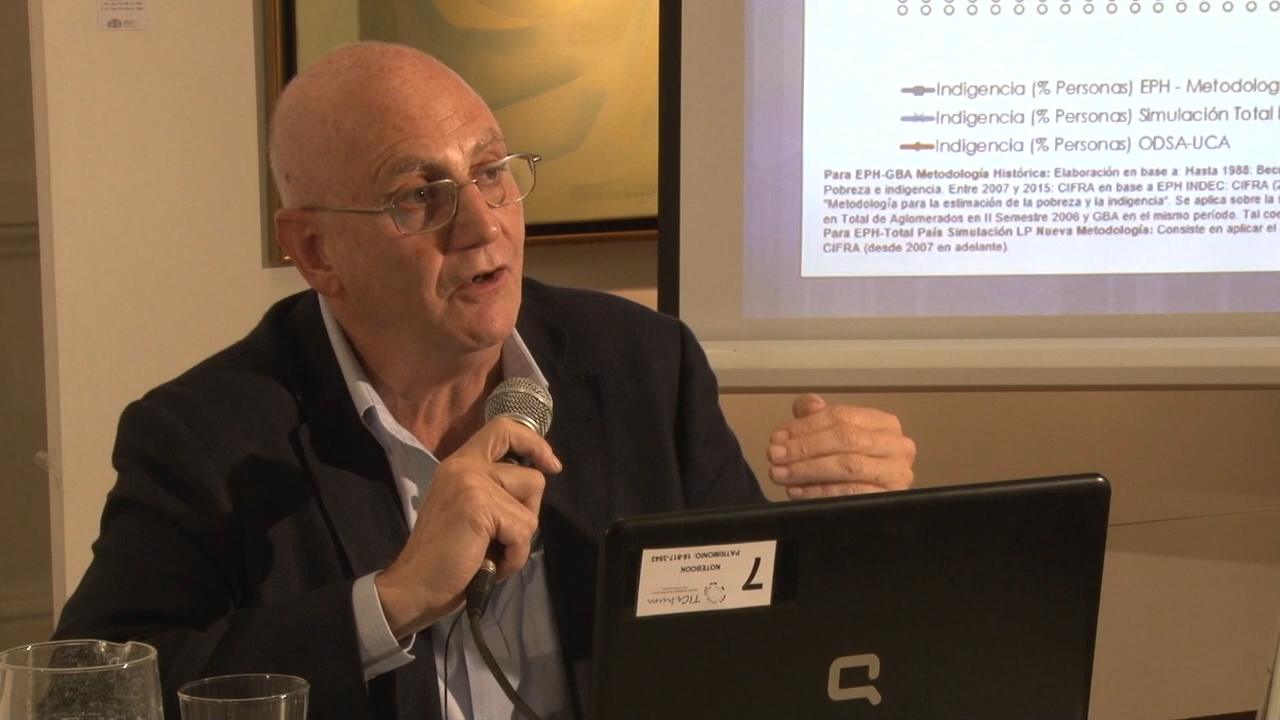 Indigencia (% Personas) EPH - Metodolog
Indigencia (% Personas) Simulación Total
Indigencia (% Personas) ODSA-UCA
Para EPH-GBA Metodología Histórica: Elaboración en base a: Hasta 1988: Becc
Pobreza e indigencia. Entre 2007 y 2015: CIFRA en base a EPH INDEC: CIFRA (2
"Metodología para la estimación de la pobreza y la indigencia". Se aplica sobre la s
en Total de Aglomerados en II Semestre 2006 y GBA en el mismo período. Tal co
Para EPH-Total País Simulación LP Nueva Metodología: Consiste en aplicar el
CIFRA (desde 2007 en adelante).
7
PATRIMONIO: 18-817-3543
NOTEBOOK
TICshum